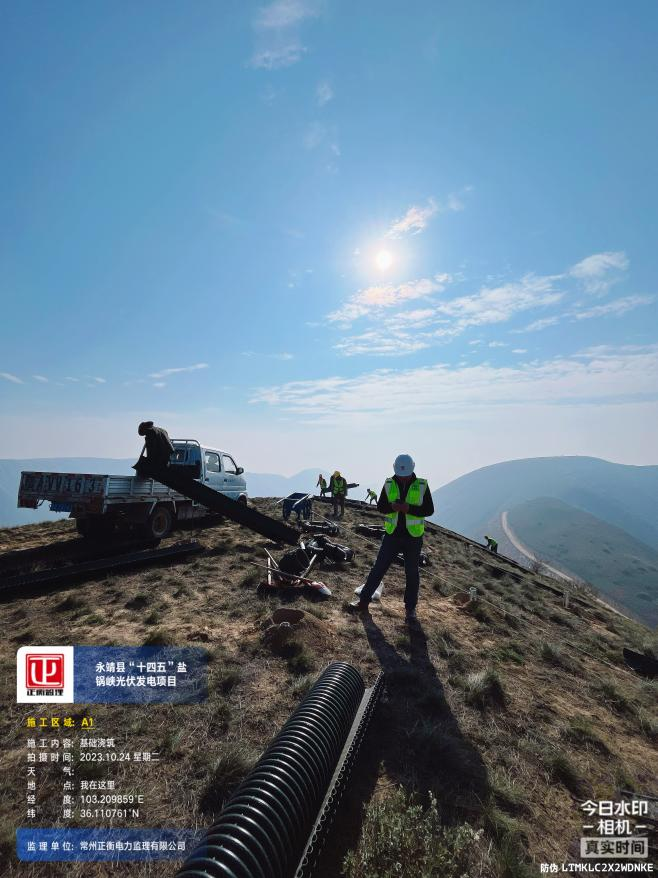 正衡监理
永靖县“十四五”盐
锅峡光伏发电项目
施工区域: A1
施工内容: 基础浇筑
拍摄时间: 2023.10.24 星期二
天气:
地点: 我在这里
经度: 103.209859°E
纬度: 36.110761°N
监理单位: 常州正衡电力监理有限公司
今日水印
相机
真实时间
防伪 LTMKLC2X2WDNKE